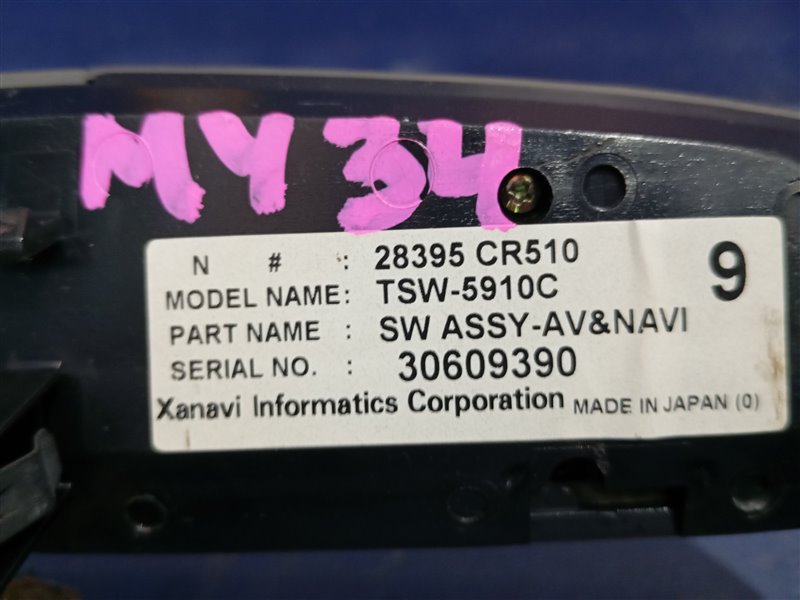 MY34
N # : 28395 CR510
9
MODEL NAME: TSW-5910C
PART NAME : SW ASSY-AV&NAVI
SERIAL NO. : 30609390
Xanavi Informatics Corporation MADE IN JAPAN (0)